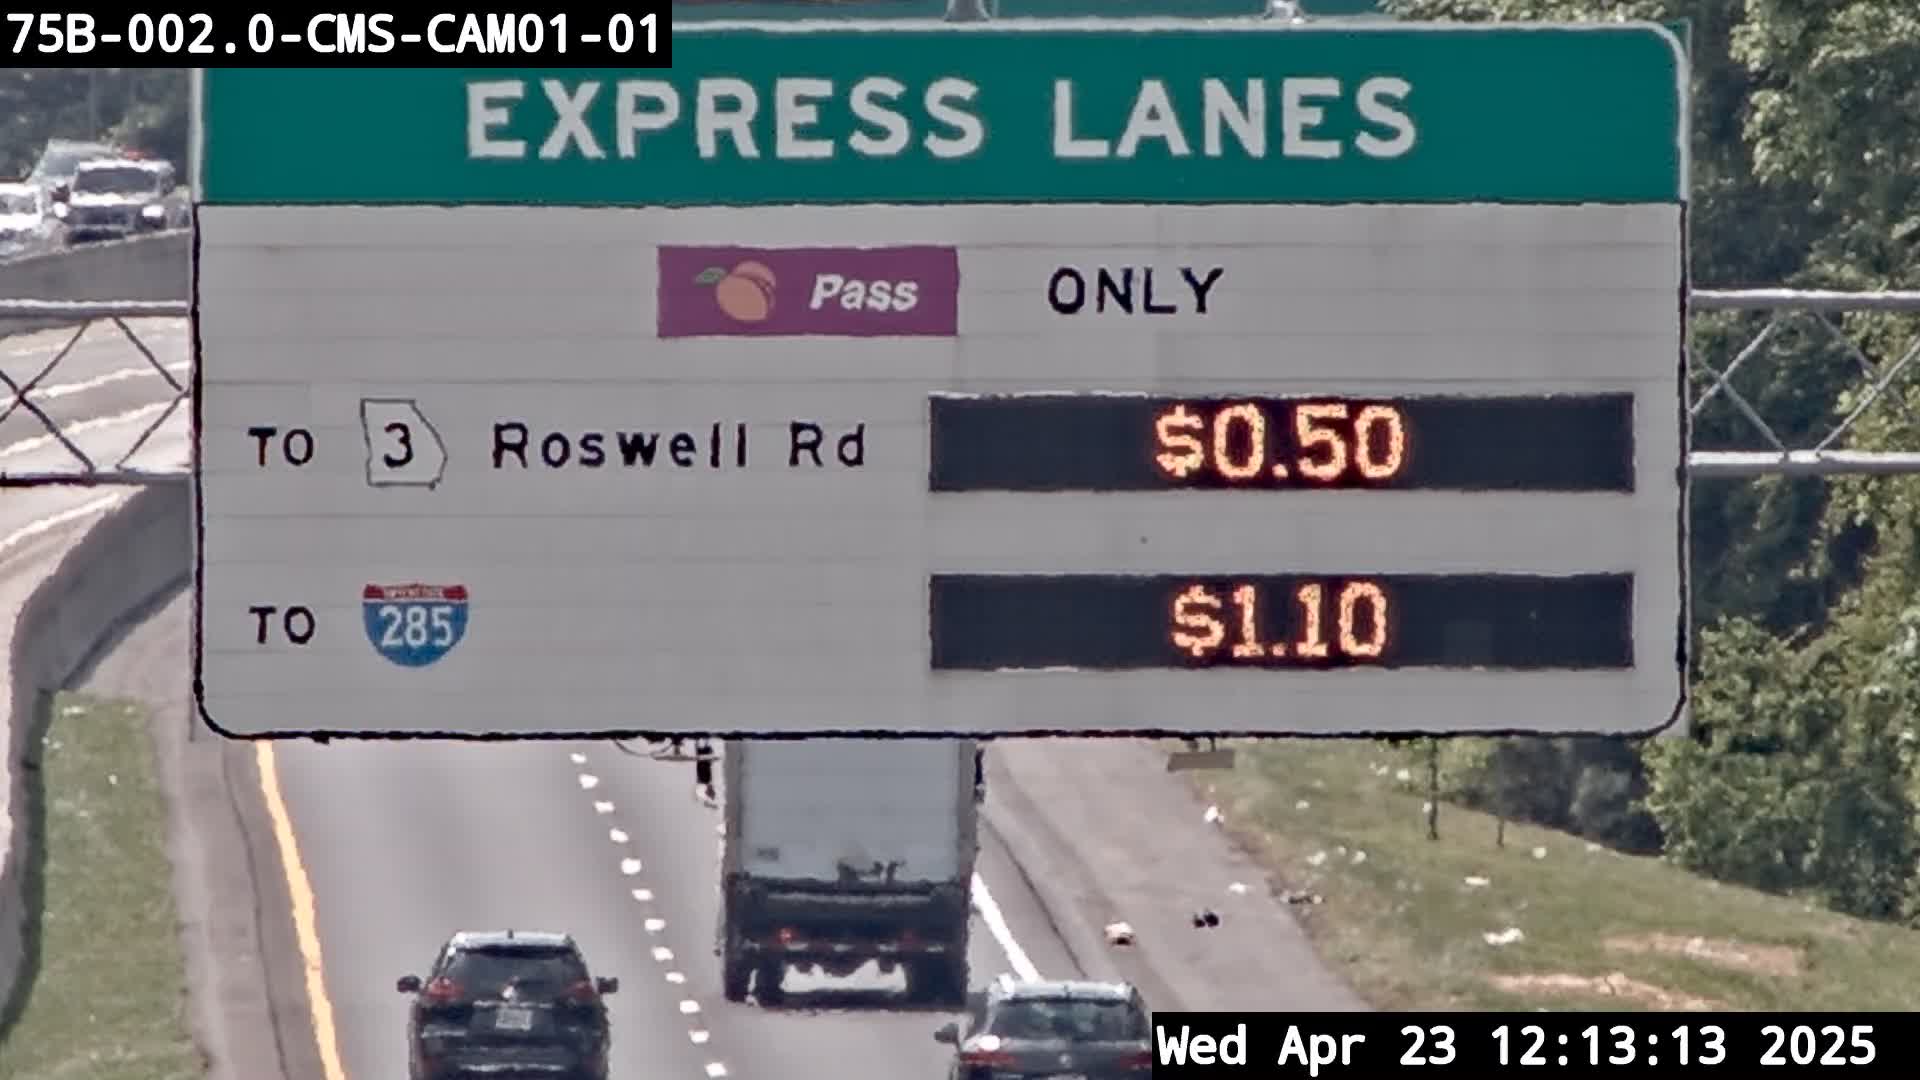 75B-002.0-CMS-CAM01-01
EXPRESS LANES
Pass ONLY
TO 3 Roswell Rd $0.50
TO 285 $1.10
Wed Apr 23 12:13:13 2025